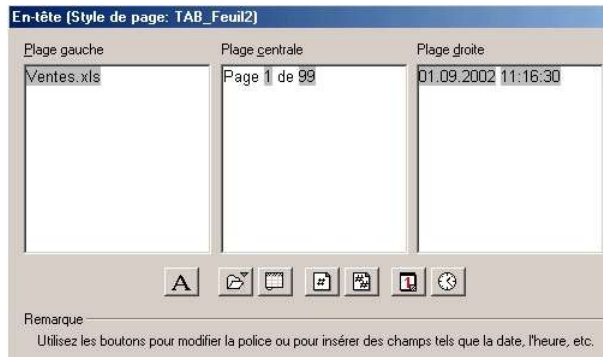 En-tête (Style de page: TAB_Feuil2)
Plage gauche
Plage centrale
Plage droite
Ventes.xls
Page 1 de 99
01.09.2002 11:16:30
A
#
##
1
Remarque
Utilisez les boutons pour modifier la police ou pour insérer des champs tels que la date, l'heure, etc.